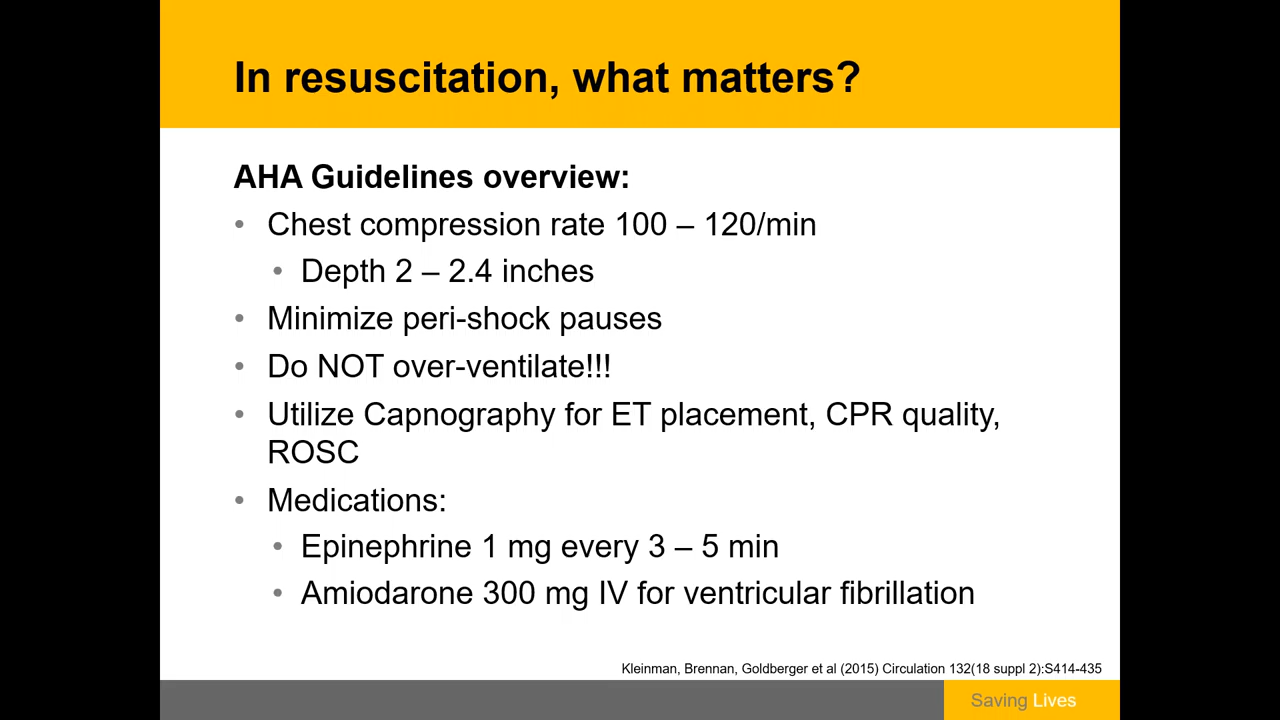 In resuscitation, what matters?
AHA Guidelines overview:
• Chest compression rate 100 – 120/min
• Depth 2 – 2.4 inches
• Minimize peri-shock pauses
• Do NOT over-ventilate!!!
• Utilize Capnography for ET placement, CPR quality,
ROSC
• Medications:
• Epinephrine 1 mg every 3 – 5 min
• Amiodarone 300 mg IV for ventricular fibrillation
Kleinman, Brennan, Goldberger et al (2015) Circulation 132(18 suppl 2):S414-435
Saving Lives